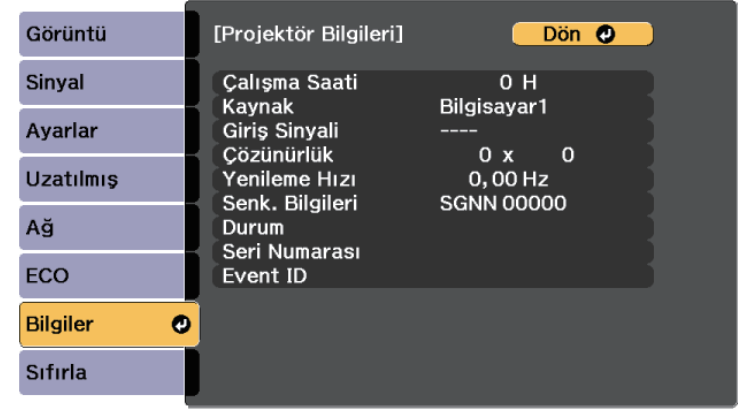 Görüntü
Sinyal
Ayarlar
Uzatılmış
Ağ
ECO
Bilgiler
Sıfırla
[Projektör Bilgileri] Dön
Çalışma Saati 0 H
Kaynak Bilgisayar1
Giriş Sinyali ----
Çözünürlük 0 x 0
Yenileme Hızı 0,00 Hz
Senk. Bilgileri SGNN 00000
Durum
Seri Numarası
Event ID